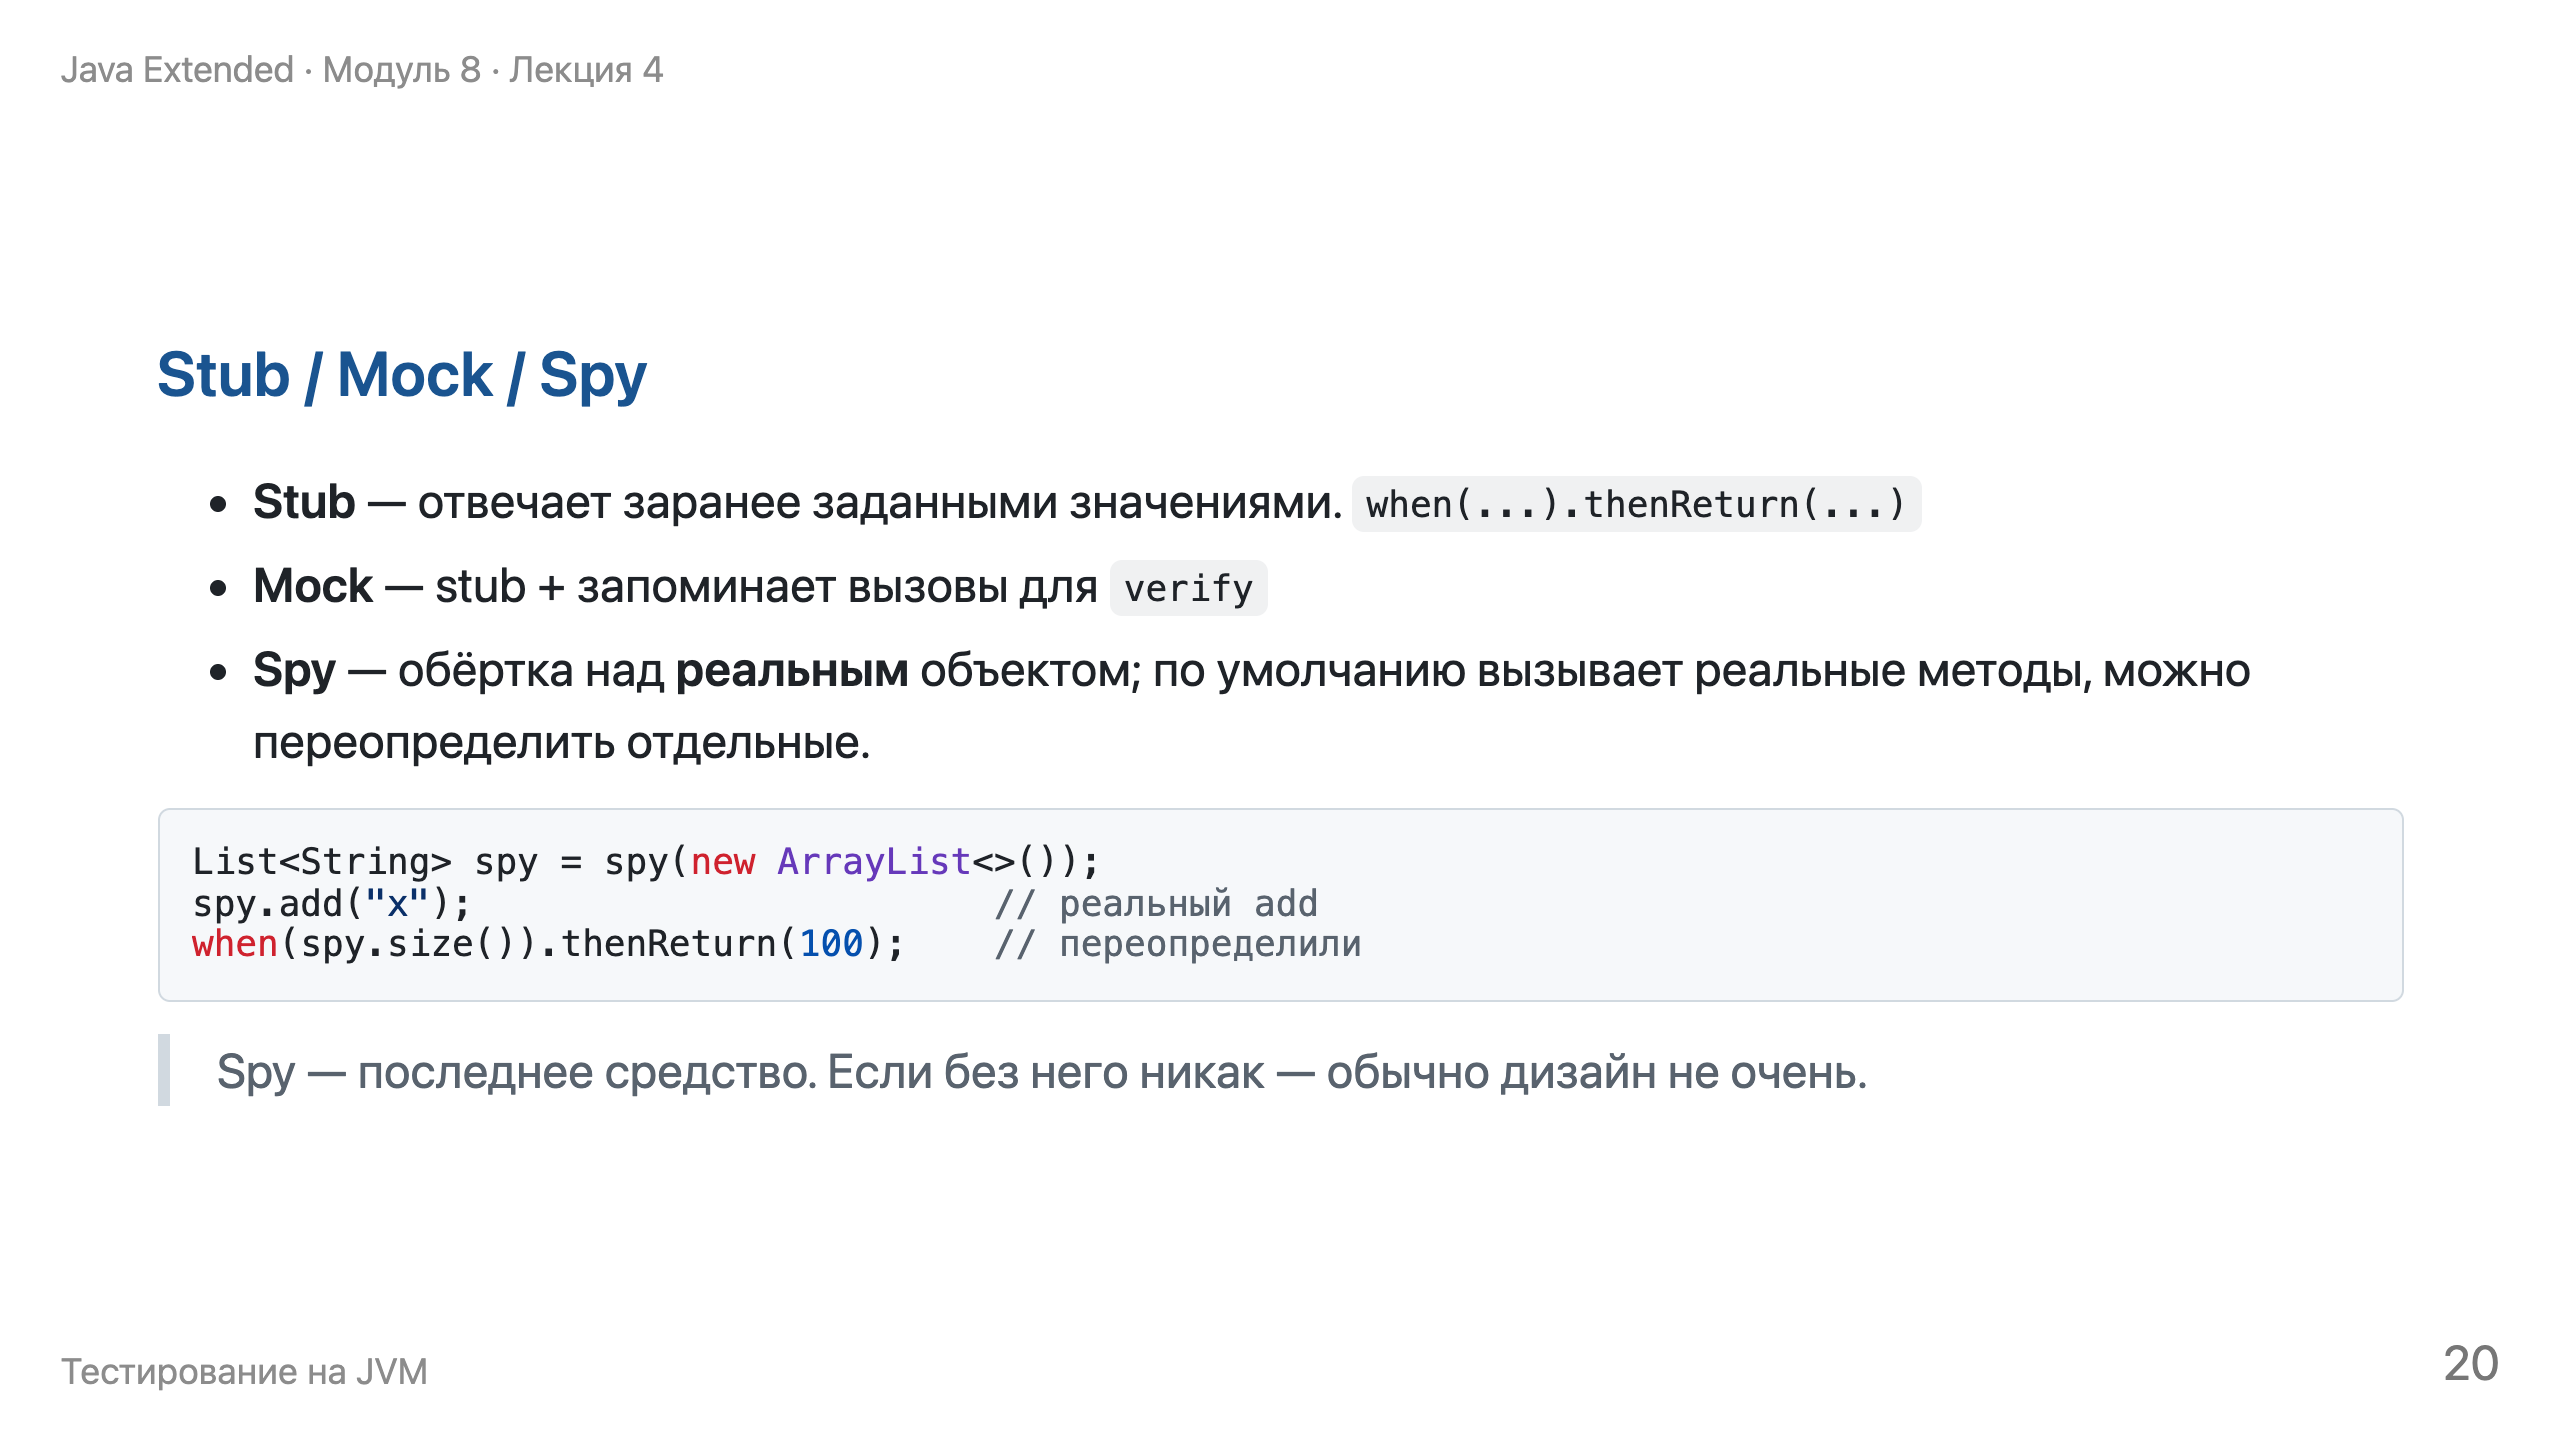 Java Extended · Модуль 8 · Лекция 4
Stub / Mock / Spy
• Stub — отвечает заранее заданными значениями. when(...).thenReturn(...)
• Mock — stub + запоминает вызовы для verify
• Spy — обёртка над реальным объектом; по умолчанию вызывает реальные методы, можно
переопределить отдельные.
List<String> spy = spy(new ArrayList<>());
spy.add("x");                        // реальный add
when(spy.size()).thenReturn(100);    // переопределили
Spy — последнее средство. Если без него никак — обычно дизайн не очень.
Тестирование на JVM
20